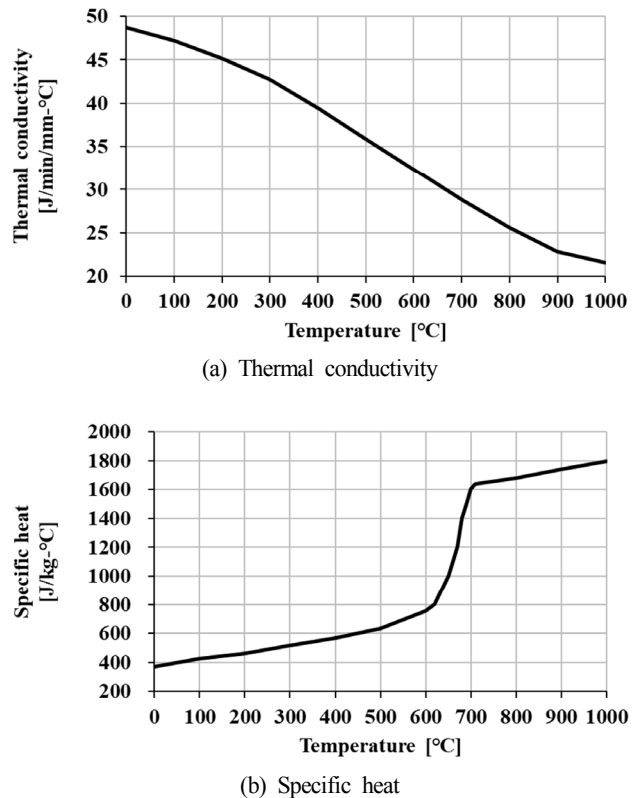 50
45
40
35
30
25
20
Thermal conductivity
[J/min/mm-°C]
0 100 200 300 400 500 600 700 800 900 1000
Temperature [°C]
(a) Thermal conductivity
2000
1800
1600
1400
1200
1000
800
600
400
200
Specific heat
[J/kg-°C]
0 100 200 300 400 500 600 700 800 900 1000
Temperature [°C]
(b) Specific heat